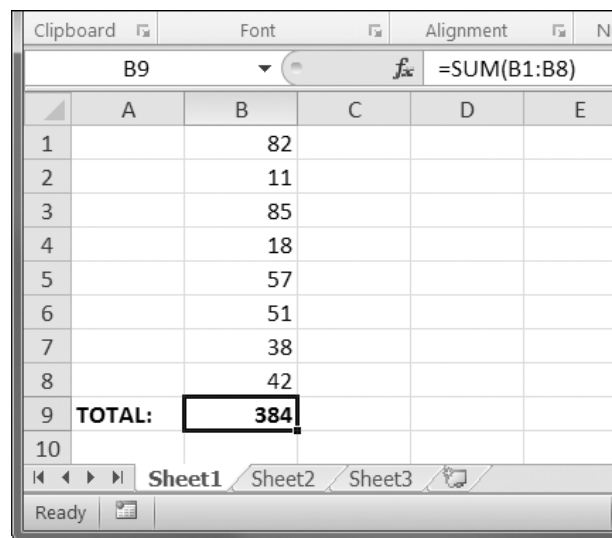 Clipboard Font Alignment N
B9 fx =SUM(B1:B8)
A B C D E
1 82
2 11
3 85
4 18
5 57
6 51
7 38
8 42
9 TOTAL: 384
10
Sheet1 Sheet2 Sheet3
Ready